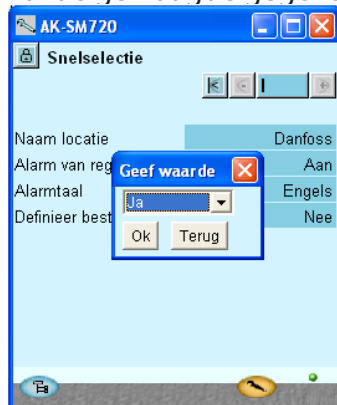 AK-SM720
Snelselectie
Naam locatie Danfoss
Alarm van reg Aan
Geef waarde
Alarmtaal Engels
Ja
Definieer best Nee
Ok Terug